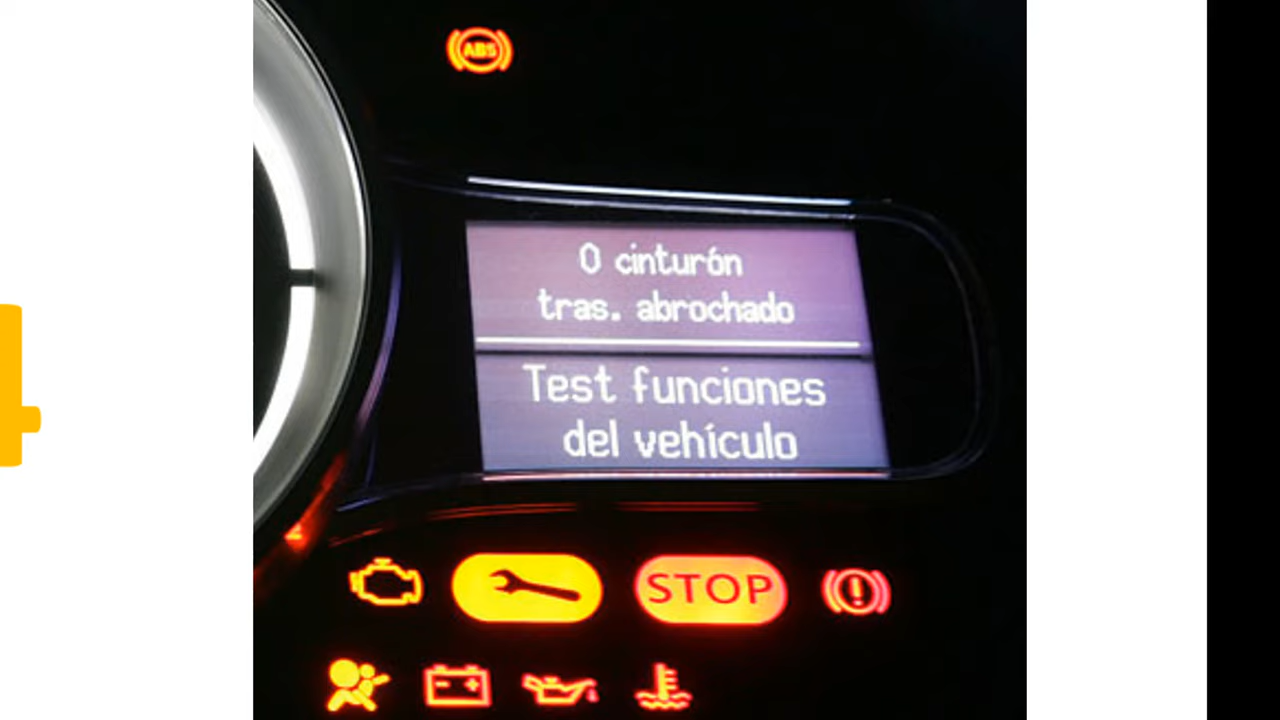 ABS
0 cinturón
tras. abrochado
Test funciones
del vehículo
STOP